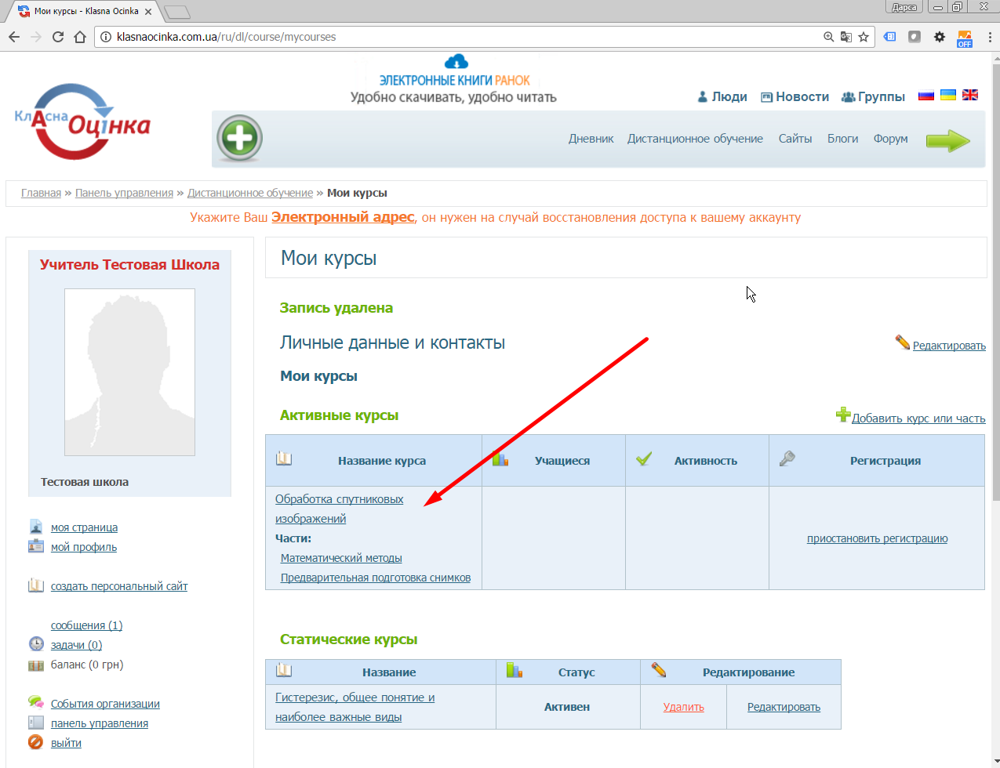 Мои курсы - Klasna Ocinka
Дарса
klasnaocinka.com.ua/ru/dl/course/mycourses
OFF
ЭЛЕКТРОННЫЕ КНИГИ РАНОК
Удобно скачивать, удобно читать
КлАсна
Оцінка
Люди Новости Группы
Дневник Дистанционное обучение Сайты Блоги Форум
Главная » Панель управления » Дистанционное обучение » Мои курсы
Укажите Ваш Электронный адрес, он нужен на случай восстановления доступа к вашему аккаунту
Учитель Тестовая Школа
Тестовая школа
моя страница
мой профиль
создать персональный сайт
сообщения (1)
задачи (0)
баланс (0 грн)
События организации
панель управления
выйти
Мои курсы
Запись удалена
Личные данные и контакты
Редактировать
Мои курсы
Активные курсы
Добавить курс или часть
Название курса Учащиеся Активность Регистрация
Обработка спутниковых
изображений
Части:
Математический методы
Предварительная подготовка снимков
приостановить регистрацию
Статические курсы
Название Статус Редактирование
Гистерезис, общее понятие и
наиболее важные виды
Активен Удалить Редактировать